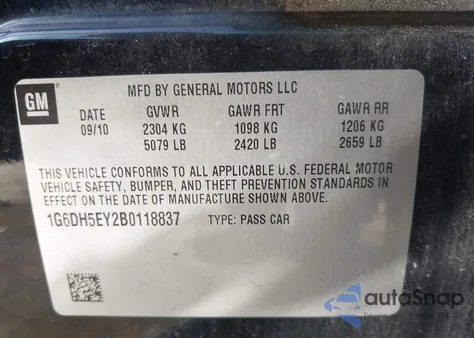 GM
MFD BY GENERAL MOTORS LLC
DATE GVWR GAWR FRT GAWR RR
09/10 2304 KG 1098 KG 1206 KG
5079 LB 2420 LB 2659 LB
THIS VEHICLE CONFORMS TO ALL APPLICABLE U.S. FEDERAL MOTOR
VEHICLE SAFETY, BUMPER, AND THEFT PREVENTION STANDARDS IN
EFFECT ON THE DATE OF MANUFACTURE SHOWN ABOVE.
1G6DH5EY2B0118837 TYPE: PASS CAR
autoSnap